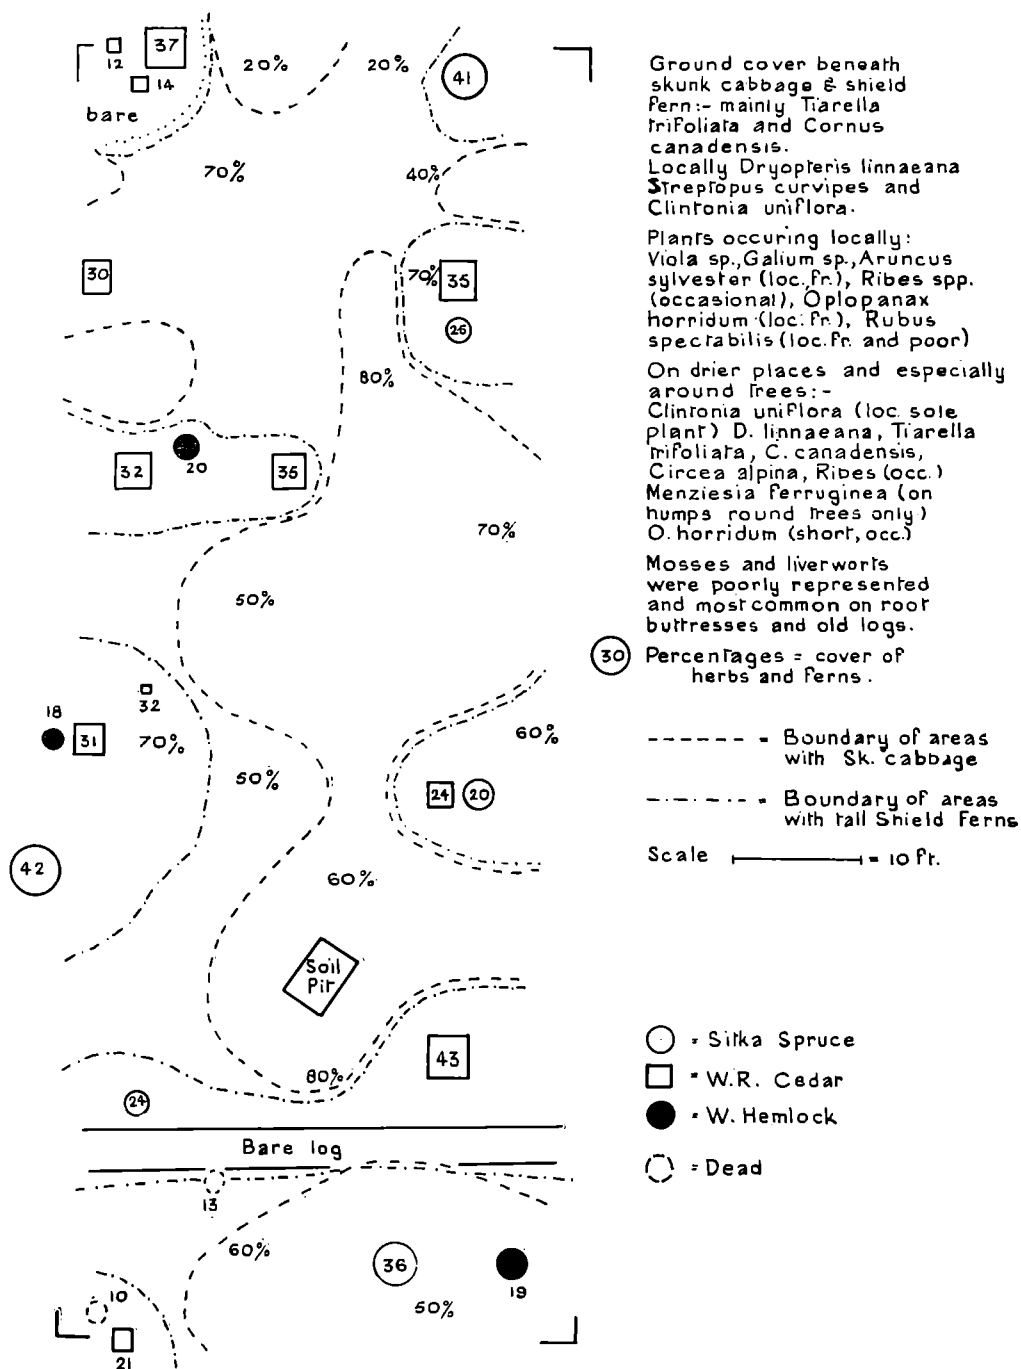 37
12
14
bare
20%
20%
41
70%
40%
30
70%
35
26
80%
32
20
35
70%
50%
32
18
31
70%
50%
60%
24
20
42
60%
Soil
Pit
43
80%
24
Bare log
13
60%
36
19
50%
10
21
Ground cover beneath
skunk cabbage & shield
fern:- mainly Tiarella
trifoliata and Cornus
canadensis.
Locally Dryopteris linnaeana
Streptopus curvipes and
Clintonia uniflora.
Plants occuring locally:
Viola sp., Galium sp., Aruncus
sylvester (loc. fr.), Ribes spp.
(occasional), Oplopanax
horridum (loc. fr.), Rubus
spectabilis (loc. fr. and poor)
On drier places and especially
around trees:-
Clintonia uniflora (loc. sole
plant) D. linnaeana, Tiarella
trifoliata, C. canadensis,
Circea alpina, Ribes (occ.)
Menziesia ferruginea (on
humps round trees only)
O. horridum (short, occ.)
Mosses and liverworts
were poorly represented
and most common on root
buttresses and old logs.
30 Percentages = cover of
herbs and ferns.
= Boundary of areas
with Sk. cabbage
= Boundary of areas
with tall Shield Ferns
Scale = 10 ft.
= Sitka Spruce
= W.R. Cedar
= W. Hemlock
= Dead